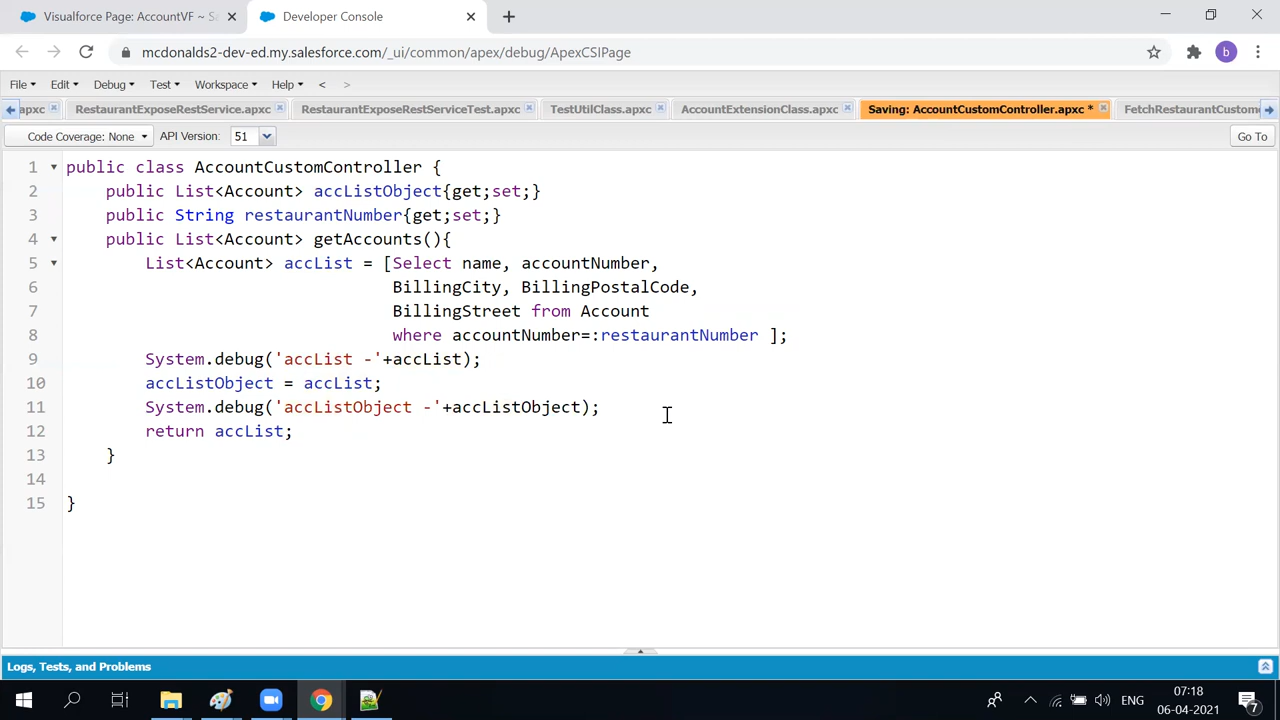 Visualforce Page: AccountVF ~ Sa
Developer Console
mcdonalds2-dev-ed.my.salesforce.com/_ui/common/apex/debug/ApexCSIPage
b
File Edit Debug Test Workspace Help < >
.apxc RestaurantExposeRestService.apxc RestaurantExposeRestServiceTest.apxc TestUtilClass.apxc AccountExtensionClass.apxc Saving: AccountCustomController.apxc * FetchRestaurantCustome
Code Coverage: None API Version: 51 Go To
1 public class AccountCustomController {
2 public List<Account> accListObject{get;set;}
3 public String restaurantNumber{get;set;}
4 public List<Account> getAccounts(){
5 List<Account> accList = [Select name, accountNumber,
6 BillingCity, BillingPostalCode,
7 BillingStreet from Account
8 where accountNumber=:restaurantNumber ];
9 System.debug('accList -'+accList);
10 accListObject = accList;
11 System.debug('accListObject -'+accListObject);
12 return accList;
13 }
14
15 }
Logs, Tests, and Problems
ENG
07:18
06-04-2021
7